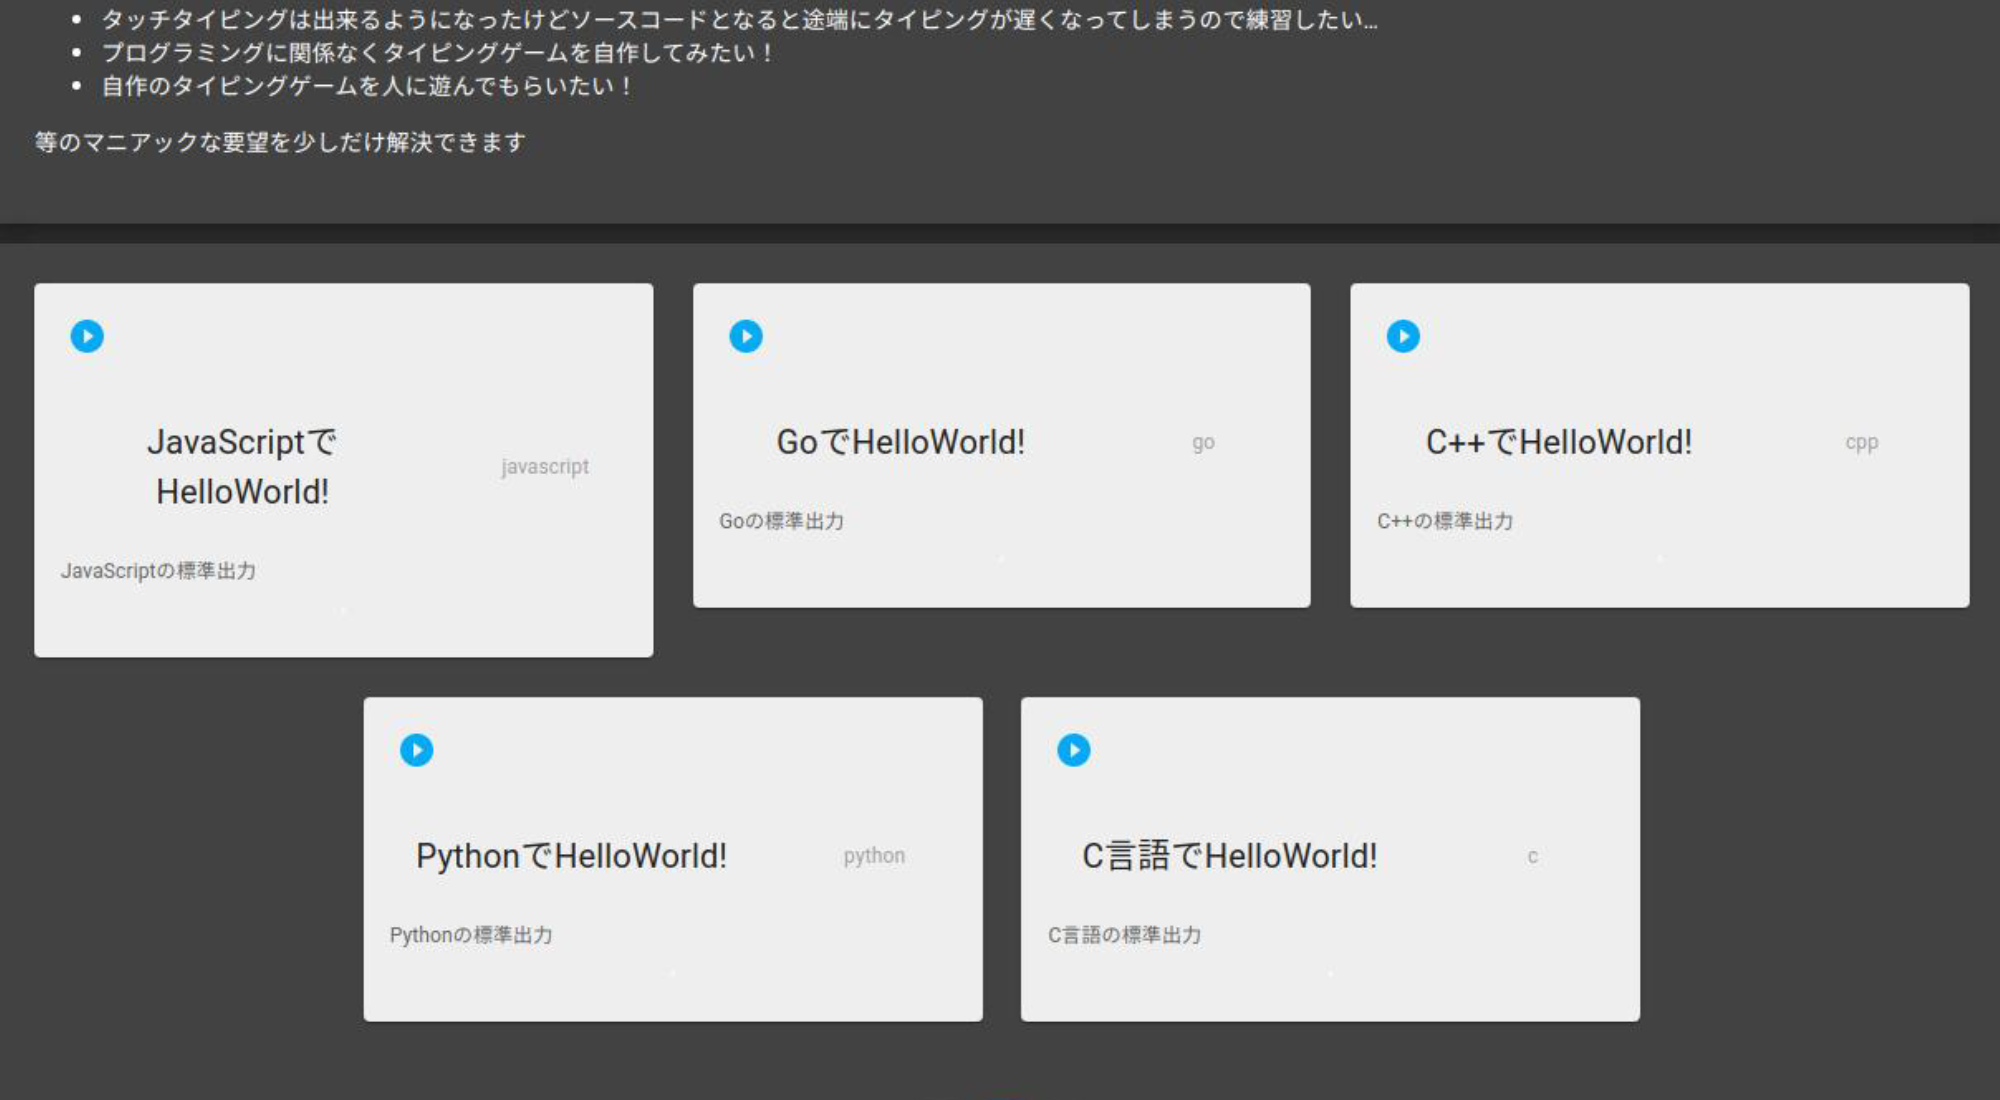 タッチタイピングは出来るようになったけどソースコードとなると途端にタイピングが遅くなってしまうので練習したい...
プログラミングに関係なくタイピングゲームを自作してみたい！
自作のタイピングゲームを人に遊んでもらいたい！
等のマニアックな要望を少しだけ解決できます
JavaScriptで
HelloWorld!
javascript
JavaScriptの標準出力
GoでHelloWorld!
go
Goの標準出力
C++でHelloWorld!
cpp
C++の標準出力
PythonでHelloWorld!
python
Pythonの標準出力
C言語でHelloWorld!
c
C言語の標準出力